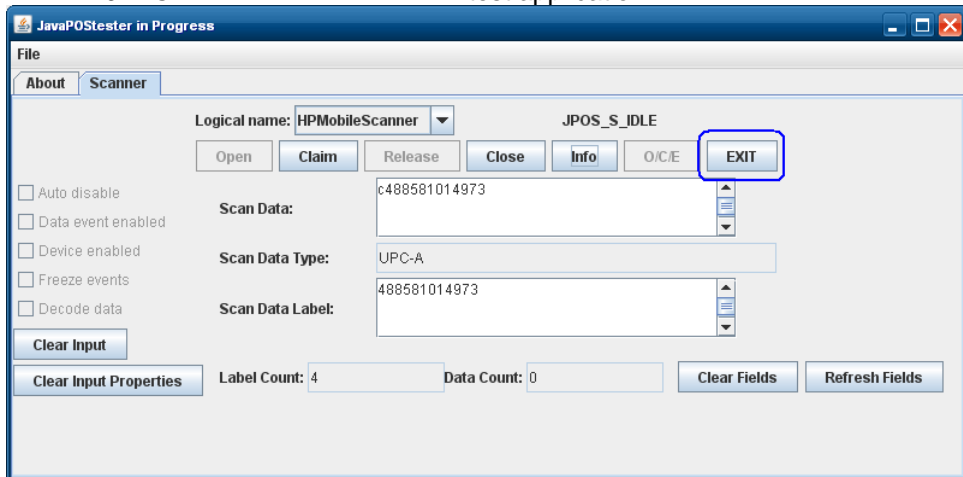 test application
JavaPOStester in Progress
File
About Scanner
Logical name: HPMobileScanner JPOS_S_IDLE
Open Claim Release Close Info O/C/E EXIT
Auto disable
Data event enabled
Device enabled
Freeze events
Decode data
Scan Data: c488581014973
Scan Data Type: UPC-A
Scan Data Label: 488581014973
Clear Input
Clear Input Properties
Label Count: 4 Data Count: 0 Clear Fields Refresh Fields